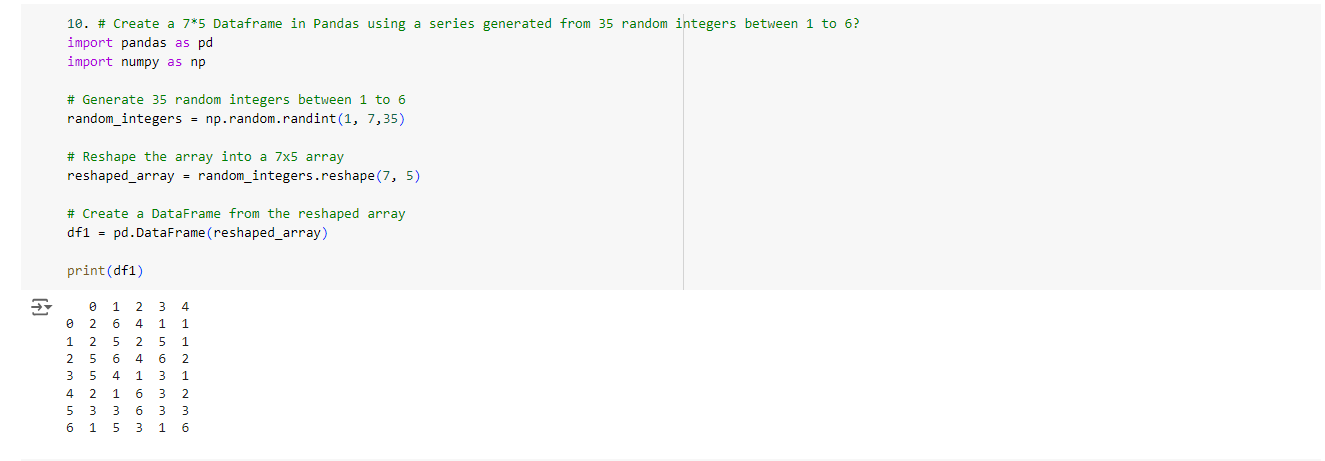 10. # Create a 7*5 Dataframe in Pandas using a series generated from 35 random integers between 1 to 6?
import pandas as pd
import numpy as np
# Generate 35 random integers between 1 to 6
random_integers = np.random.randint(1, 7,35)
# Reshape the array into a 7x5 array
reshaped_array = random_integers.reshape(7, 5)
# Create a DataFrame from the reshaped array
df1 = pd.DataFrame(reshaped_array)
print(df1)
0 1 2 3 4
0 2 6 4 1 1
1 2 5 2 5 1
2 5 6 4 6 2
3 5 4 1 3 1
4 2 1 6 3 2
5 3 3 6 3 3
6 1 5 3 1 6